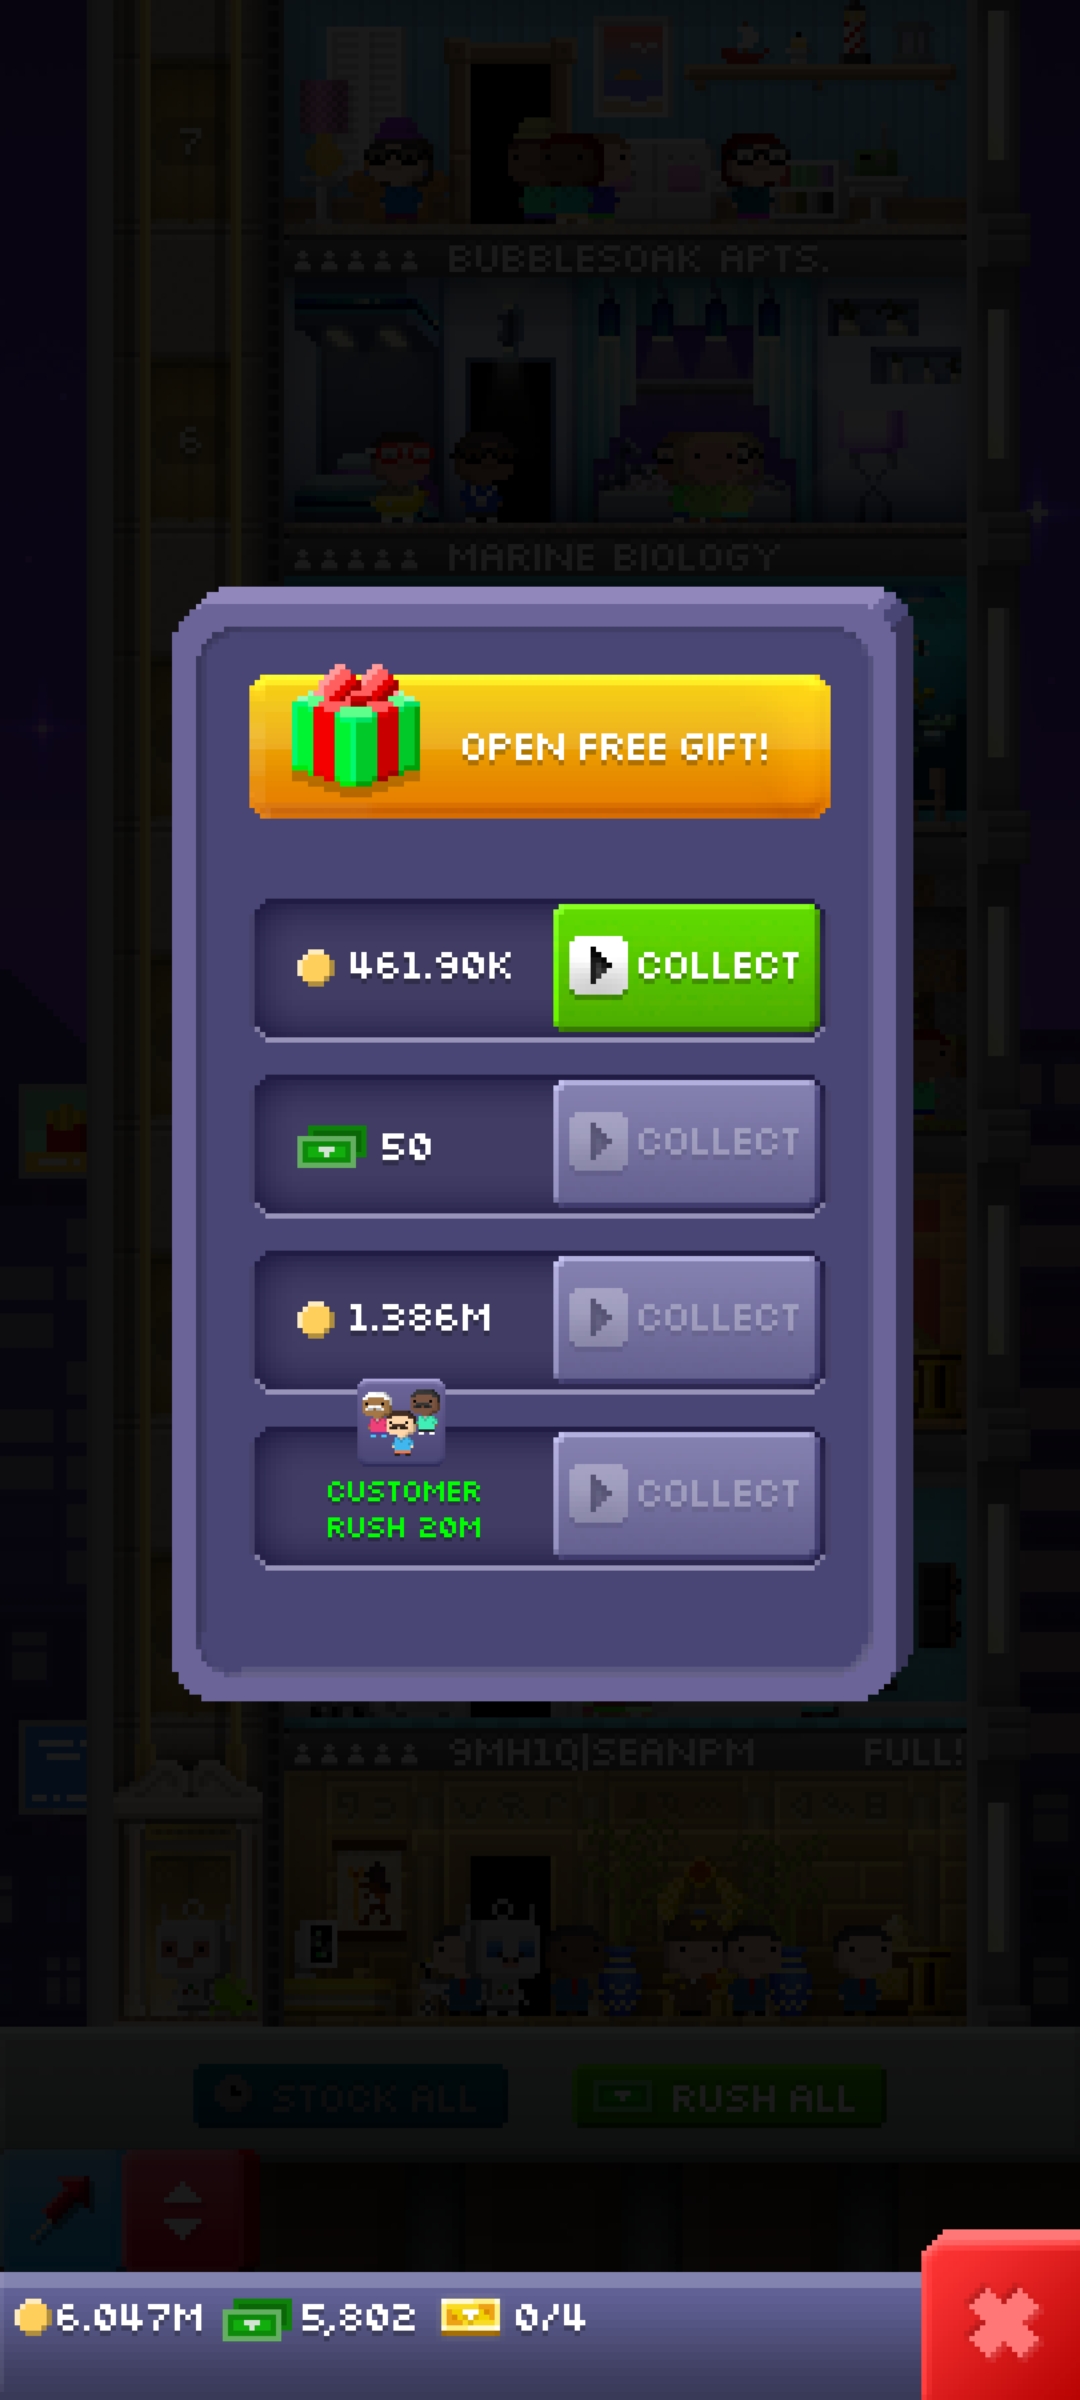 7
BUBBLESOAK APTS.
6
MARINE BIOLOGY
OPEN FREE GIFT!
461.90K COLLECT
50 COLLECT
1.386M COLLECT
CUSTOMER
RUSH 20M
COLLECT
9MH1Q|SEANPM FULL!
STOCK ALL RUSH ALL
6.047M 5,802 0/4